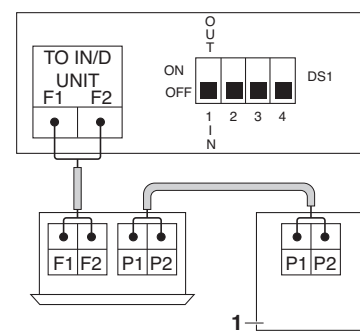 O
U
T
TO IN/D
UNIT
F1 F2
ON
OFF
DS1
1 2 3 4
I
N
F1 F2 P1 P2
P1 P2
1